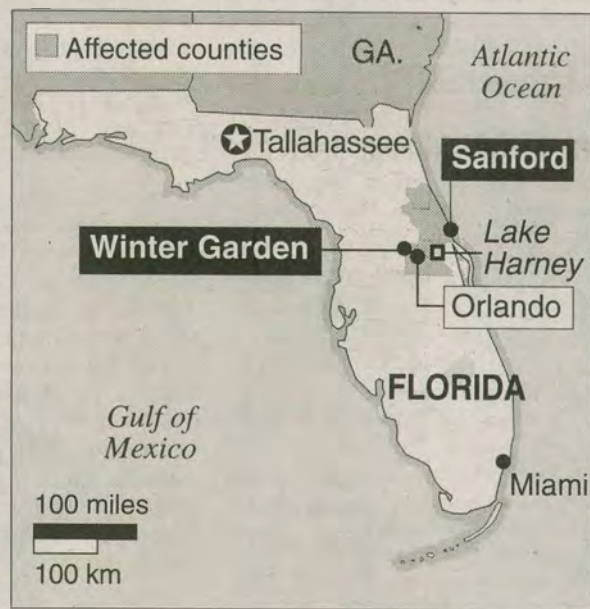 Affected counties
GA.
Atlantic
Ocean
Tallahassee
Sanford
Winter Garden
Lake
Harney
Orlando
FLORIDA
Gulf of
Mexico
Miami
100 miles
100 km